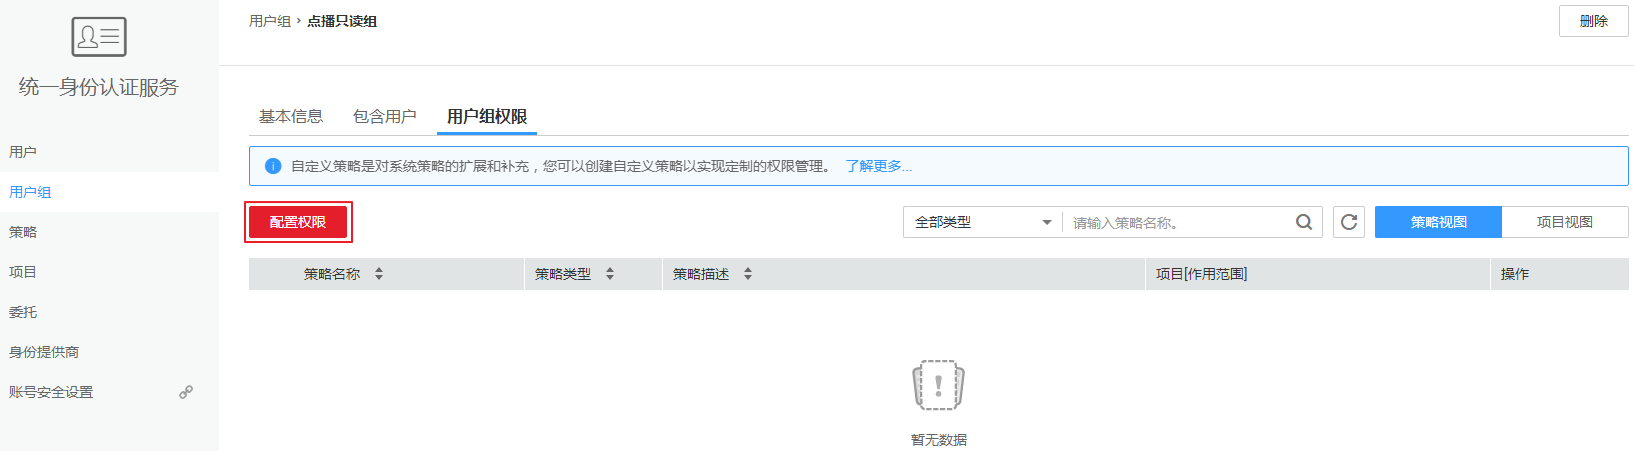 统一身份认证服务
用户
用户组
策略
项目
委托
身份提供商
账号安全设置
用户组 › 点播只读组
删除
基本信息 包含用户 用户组权限
自定义策略是对系统策略的扩展和补充，您可以创建自定义策略以实现定制的权限管理。 了解更多...
配置权限 全部类型 请输入策略名称。 策略视图 项目视图
策略名称 策略类型 策略描述 项目[作用范围] 操作
暂无数据